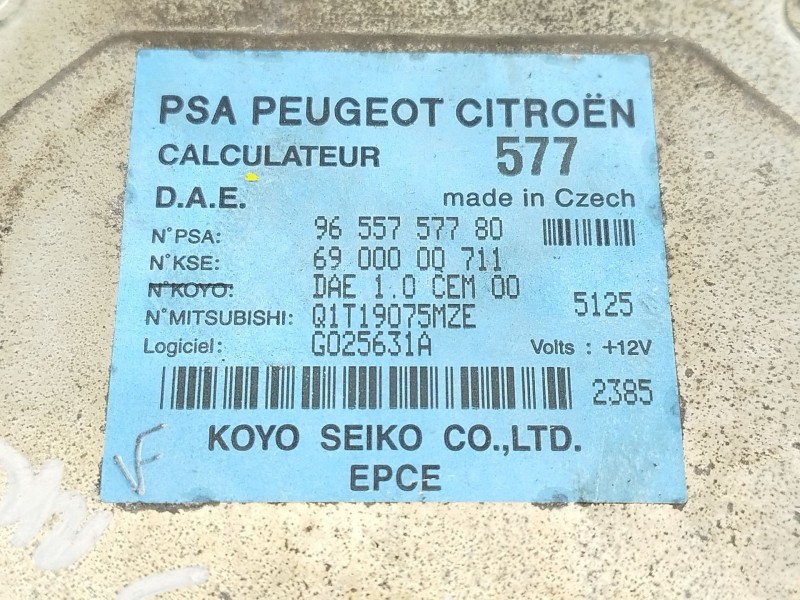 PSA PEUGEOT CITROËN
CALCULATEUR 577
D.A.E. made in Czech
N°PSA: 96 557 577 80
N°KSE: 69 000 00 711
N°KOYO: DAE 1.0 CEM 00
5125
N°MITSUBISHI: Q1T19075MZE
Logiciel: G025631A Volts : +12V
2385
KOYO SEIKO CO.,LTD.
EPCE
VF